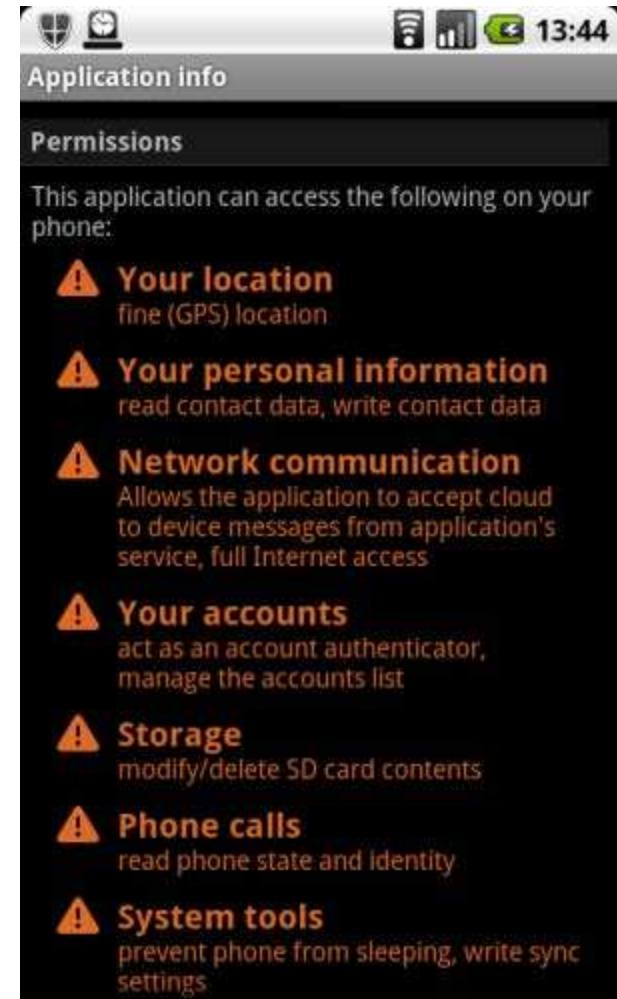 13:44
Application info
Permissions
This application can access the following on your
phone:
Your location
fine (GPS) location
Your personal information
read contact data, write contact data
Network communication
Allows the application to accept cloud
to device messages from application's
service, full Internet access
Your accounts
act as an account authenticator,
manage the accounts list
Storage
modify/delete SD card contents
Phone calls
read phone state and identity
System tools
prevent phone from sleeping, write sync
settings